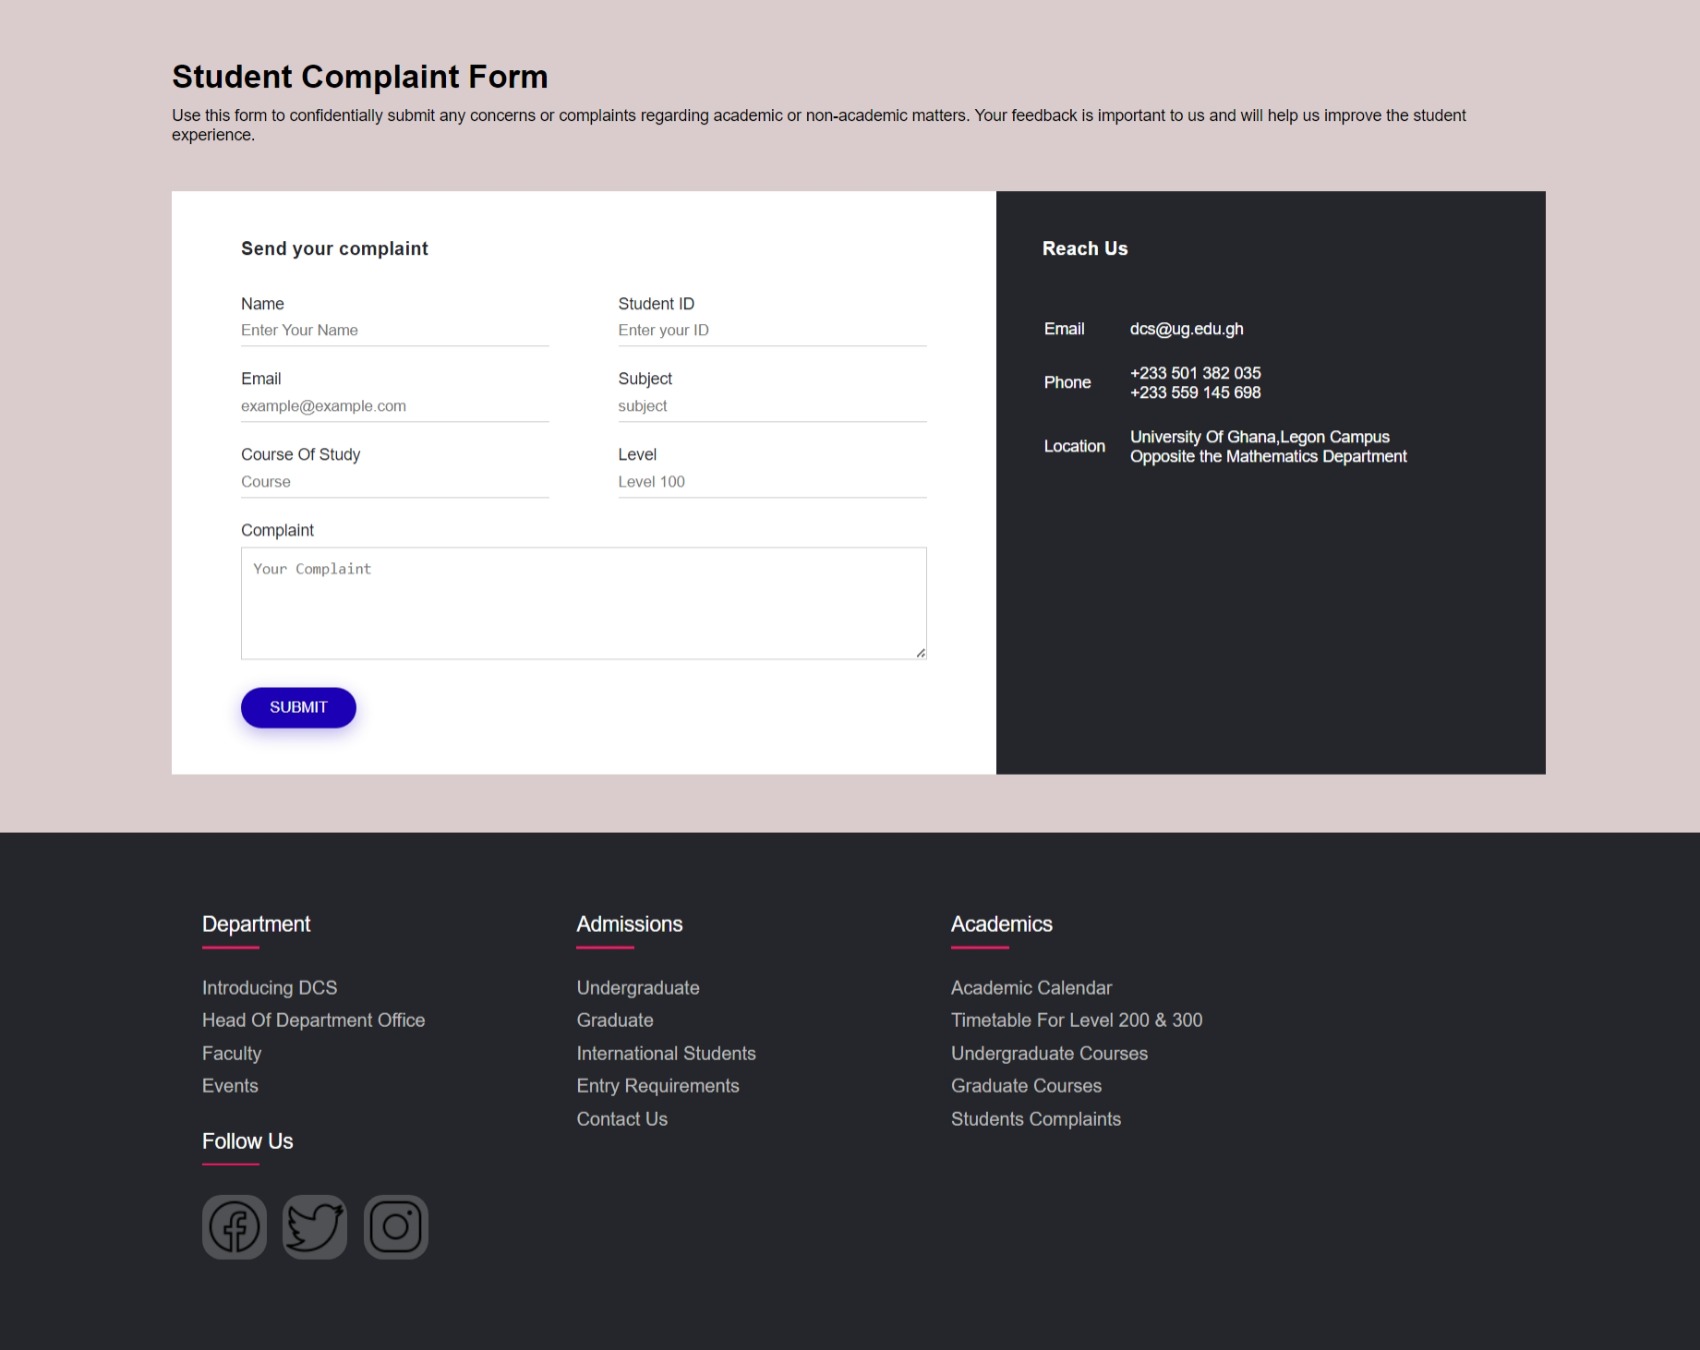 Student Complaint Form
Use this form to confidentially submit any concerns or complaints regarding academic or non-academic matters. Your feedback is important to us and will help us improve the student
experience.
Send your complaint
Name
Enter Your Name
Student ID
Enter your ID
Email
example@example.com
Subject
subject
Course Of Study
Course
Level
Level 100
Complaint
Your Complaint
SUBMIT
Reach Us
Email
dcs@ug.edu.gh
Phone
+233 501 382 035
+233 559 145 698
Location
University Of Ghana,Legon Campus
Opposite the Mathematics Department
Department
Introducing DCS
Head Of Department Office
Faculty
Events
Follow Us
Admissions
Undergraduate
Graduate
International Students
Entry Requirements
Contact Us
Academics
Academic Calendar
Timetable For Level 200 & 300
Undergraduate Courses
Graduate Courses
Students Complaints